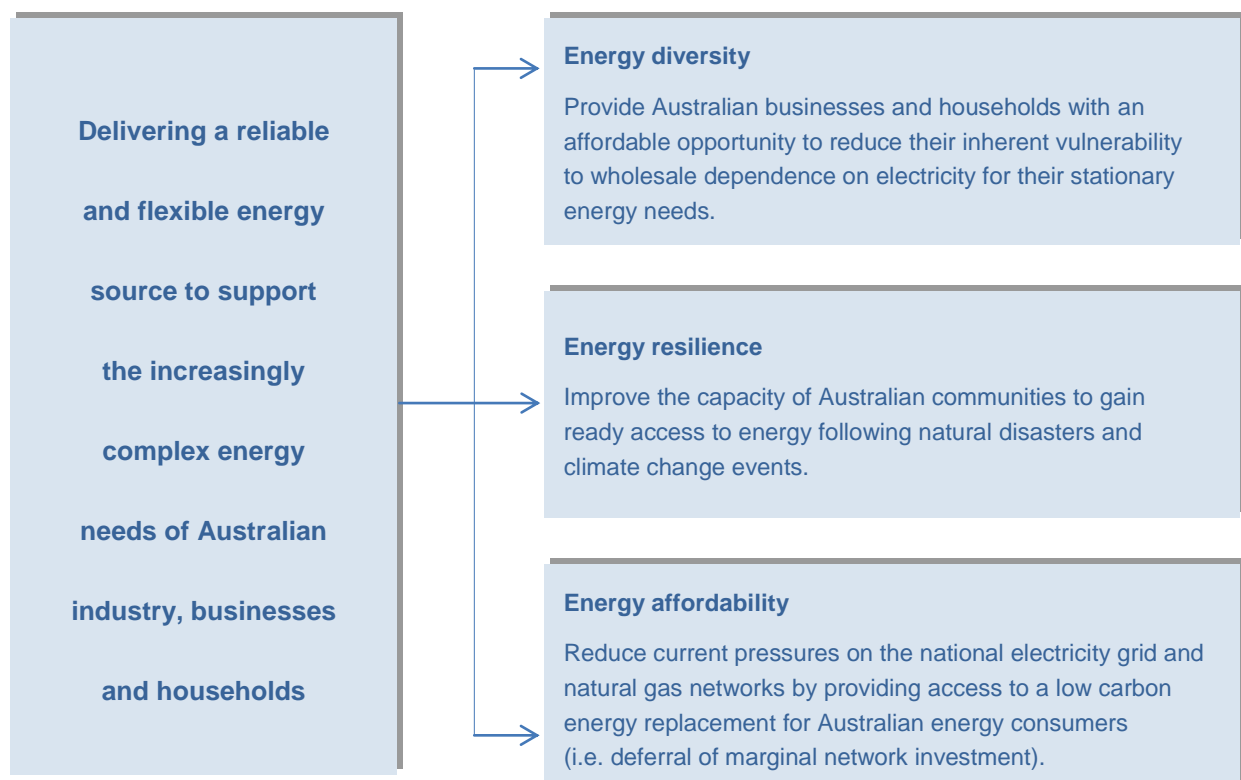 Delivering a reliable
and flexible energy
source to support
the increasingly
complex energy
needs of Australian
industry, businesses
and households
Energy diversity
Provide Australian businesses and households with an
affordable opportunity to reduce their inherent vulnerability
to wholesale dependence on electricity for their stationary
energy needs.
Energy resilience
Improve the capacity of Australian communities to gain
ready access to energy following natural disasters and
climate change events.
Energy affordability
Reduce current pressures on the national electricity grid and
natural gas networks by providing access to a low carbon
energy replacement for Australian energy consumers
(i.e. deferral of marginal network investment).